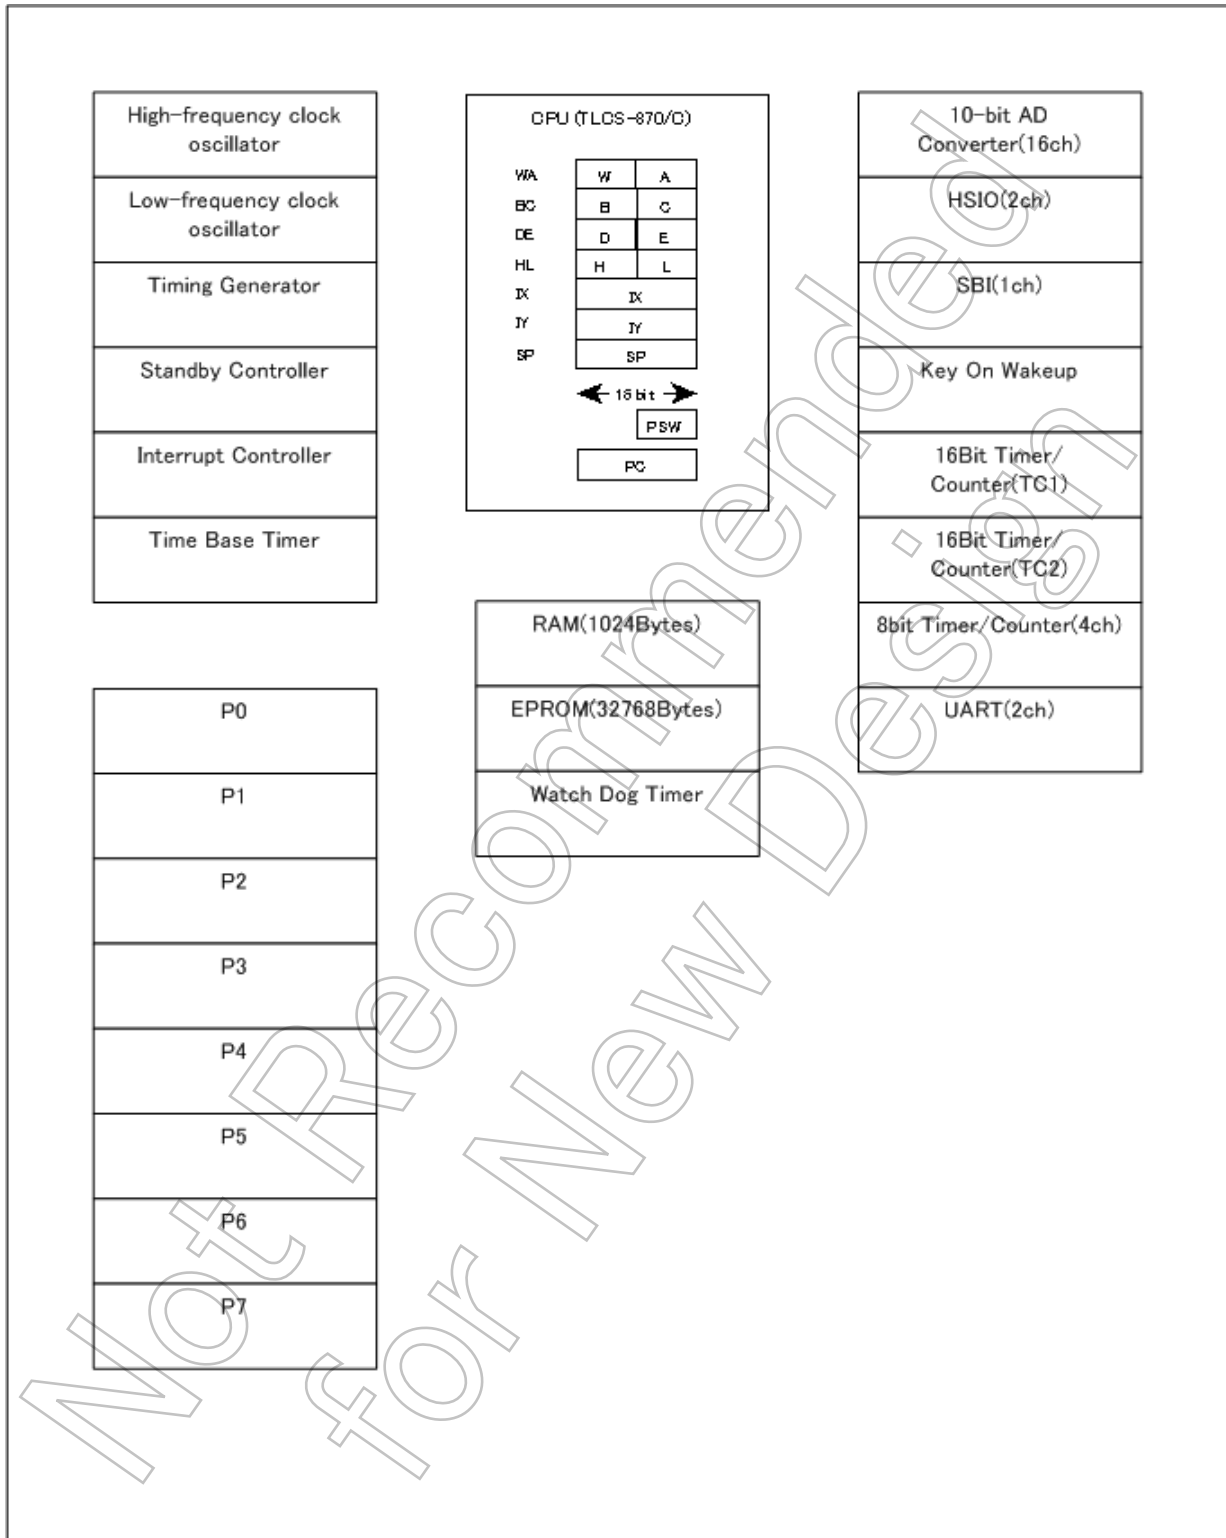 High-frequency clock
oscillator
Low-frequency clock
oscillator
Timing Generator
Standby Controller
Interrupt Controller
Time Base Timer
P0
P1
P2
P3
P4
P5
P6
P7
CPU (TLCS-870/C)
WA W A
BC B C
DE D E
HL H L
IX IX
IY IY
SP SP
16 bit
PSW
PC
RAM(1024Bytes)
EPROM(32768Bytes)
Watch Dog Timer
10-bit AD
Converter(16ch)
HSIO(2ch)
SBI(1ch)
Key On Wakeup
16Bit Timer/
Counter(TC1)
16Bit Timer/
Counter(TC2)
8bit Timer/Counter(4ch)
UART(2ch)
Not Recommended
for New Design